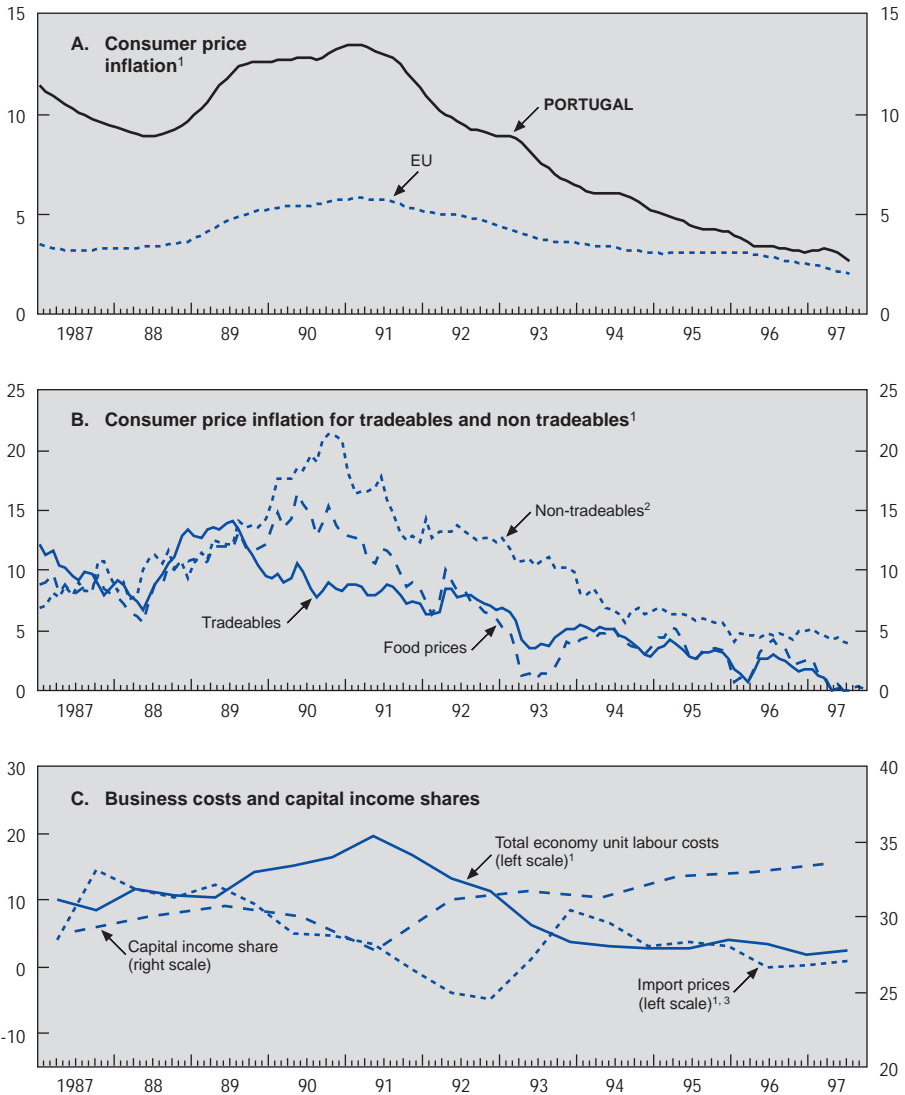 15 15
A. Consumer price
inflation1
PORTUGAL
10 10
EU
5 5
0 0
1987 88 89 90 91 92 93 94 95 96 97
25 25
B. Consumer price inflation for tradeables and non tradeables1
20 20
15 15
Non-tradeables2
10 10
Tradeables
Food prices
5 5
0 0
1987 88 89 90 91 92 93 94 95 96 97
30 40
C. Business costs and capital income shares
20 35
Total economy unit labour costs
(left scale)1
10 30
Capital income share
(right scale)
0 25
Import prices
(left scale)1, 3
-10
20
1987 88 89 90 91 92 93 94 95 96 97